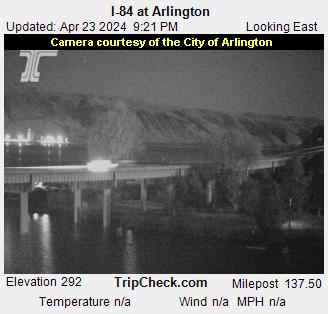 I-84 at Arlington
Updated: Apr 23 2024 9:21 PM Looking East
Camera courtesy of the City of Arlington
Elevation 292 TripCheck.com Milepost 137.50
Temperature n/a Wind n/a MPH n/a